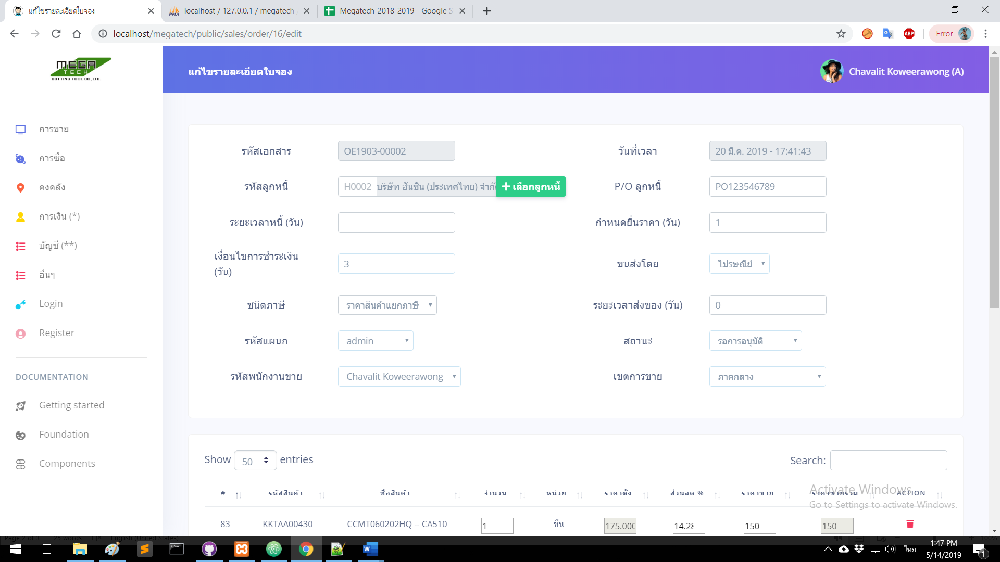 แก้ไขรายละเอียดใบจอง
localhost / 127.0.0.1 / megatech
Megatech-2018-2019 - Google S
localhost/megatech/public/sales/order/16/edit
ABP
Error
MEGA
TECH
CUTTING TOOL CO.,LTD.
แก้ไขรายละเอียดใบจอง
Chavalit Koweerawong (A)
การขาย
การซื้อ
คงคลัง
การเงิน (*)
บัญชี (**)
อื่นๆ
Login
Register
DOCUMENTATION
Getting started
Foundation
Components
รหัสเอกสาร OE1903-00002 วันที่เวลา 20 มี.ค. 2019 - 17:41:43
รหัสลูกหนี้ H0002 บริษัท ฮันชิน (ประเทศไทย) จำกั เลือกลูกหนี้ P/O ลูกหนี้ PO123546789
ระยะเวลาหนี้ (วัน) กำหนดยื่นราคา (วัน) 1
เงื่อนไขการชำระเงิน
(วัน) 3 ขนส่งโดย ไปรษณีย์
ชนิดภาษี ราคาสินค้าแยกภาษี ระยะเวลาส่งของ (วัน) 0
รหัสแผนก admin สถานะ รอการอนุมัติ
รหัสพนักงานขาย Chavalit Koweerawong เขตการขาย ภาคกลาง
Show 50 entries Search:
# รหัสสินค้า ชื่อสินค้า จำนวน หน่วย ราคาตั้ง ส่วนลด % ราคาขาย ราคาขายรวม ACTION
83 KKTAA00430 CCMT060202HQ -- CA510 1 ชิ้น 175.000 14.28 150 150
Activate Windows
Go to Settings to activate Windows.
Page 2 of 3 25 words English (United States) 100%
ไทย
1:47 PM
5/14/2019
1